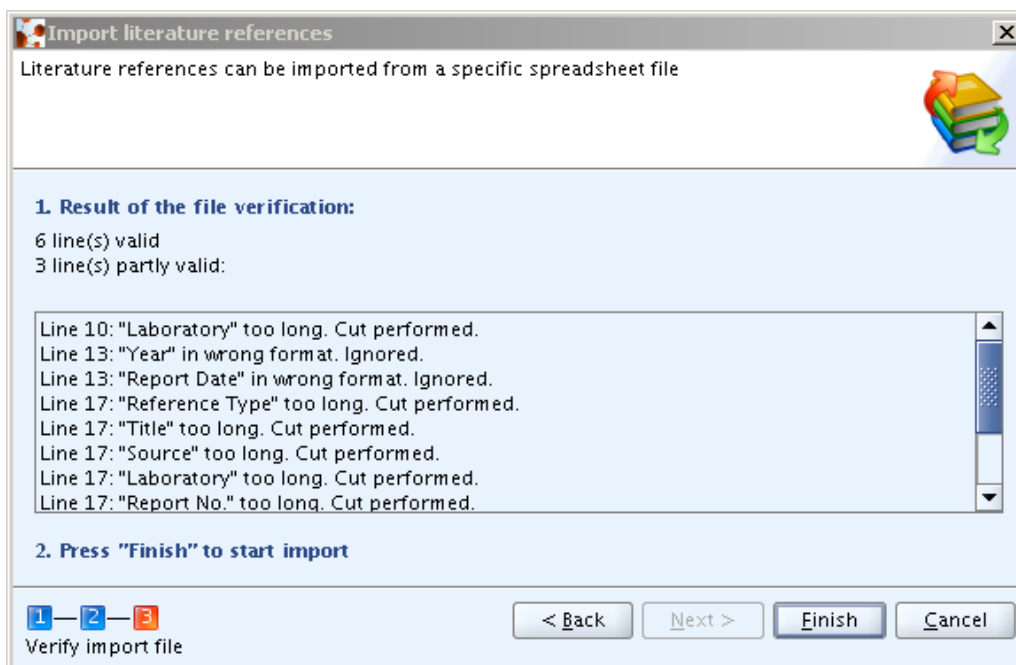 Import literature references
Literature references can be imported from a specific spreadsheet file
1. Result of the file verification:
6 line(s) valid
3 line(s) partly valid:
Line 10: "Laboratory" too long. Cut performed.
Line 13: "Year" in wrong format. Ignored.
Line 13: "Report Date" in wrong format. Ignored.
Line 17: "Reference Type" too long. Cut performed.
Line 17: "Title" too long. Cut performed.
Line 17: "Source" too long. Cut performed.
Line 17: "Laboratory" too long. Cut performed.
Line 17: "Report No." too long. Cut performed.
2. Press "Finish" to start import
1 2 3
Verify import file
< Back
Next >
Finish
Cancel